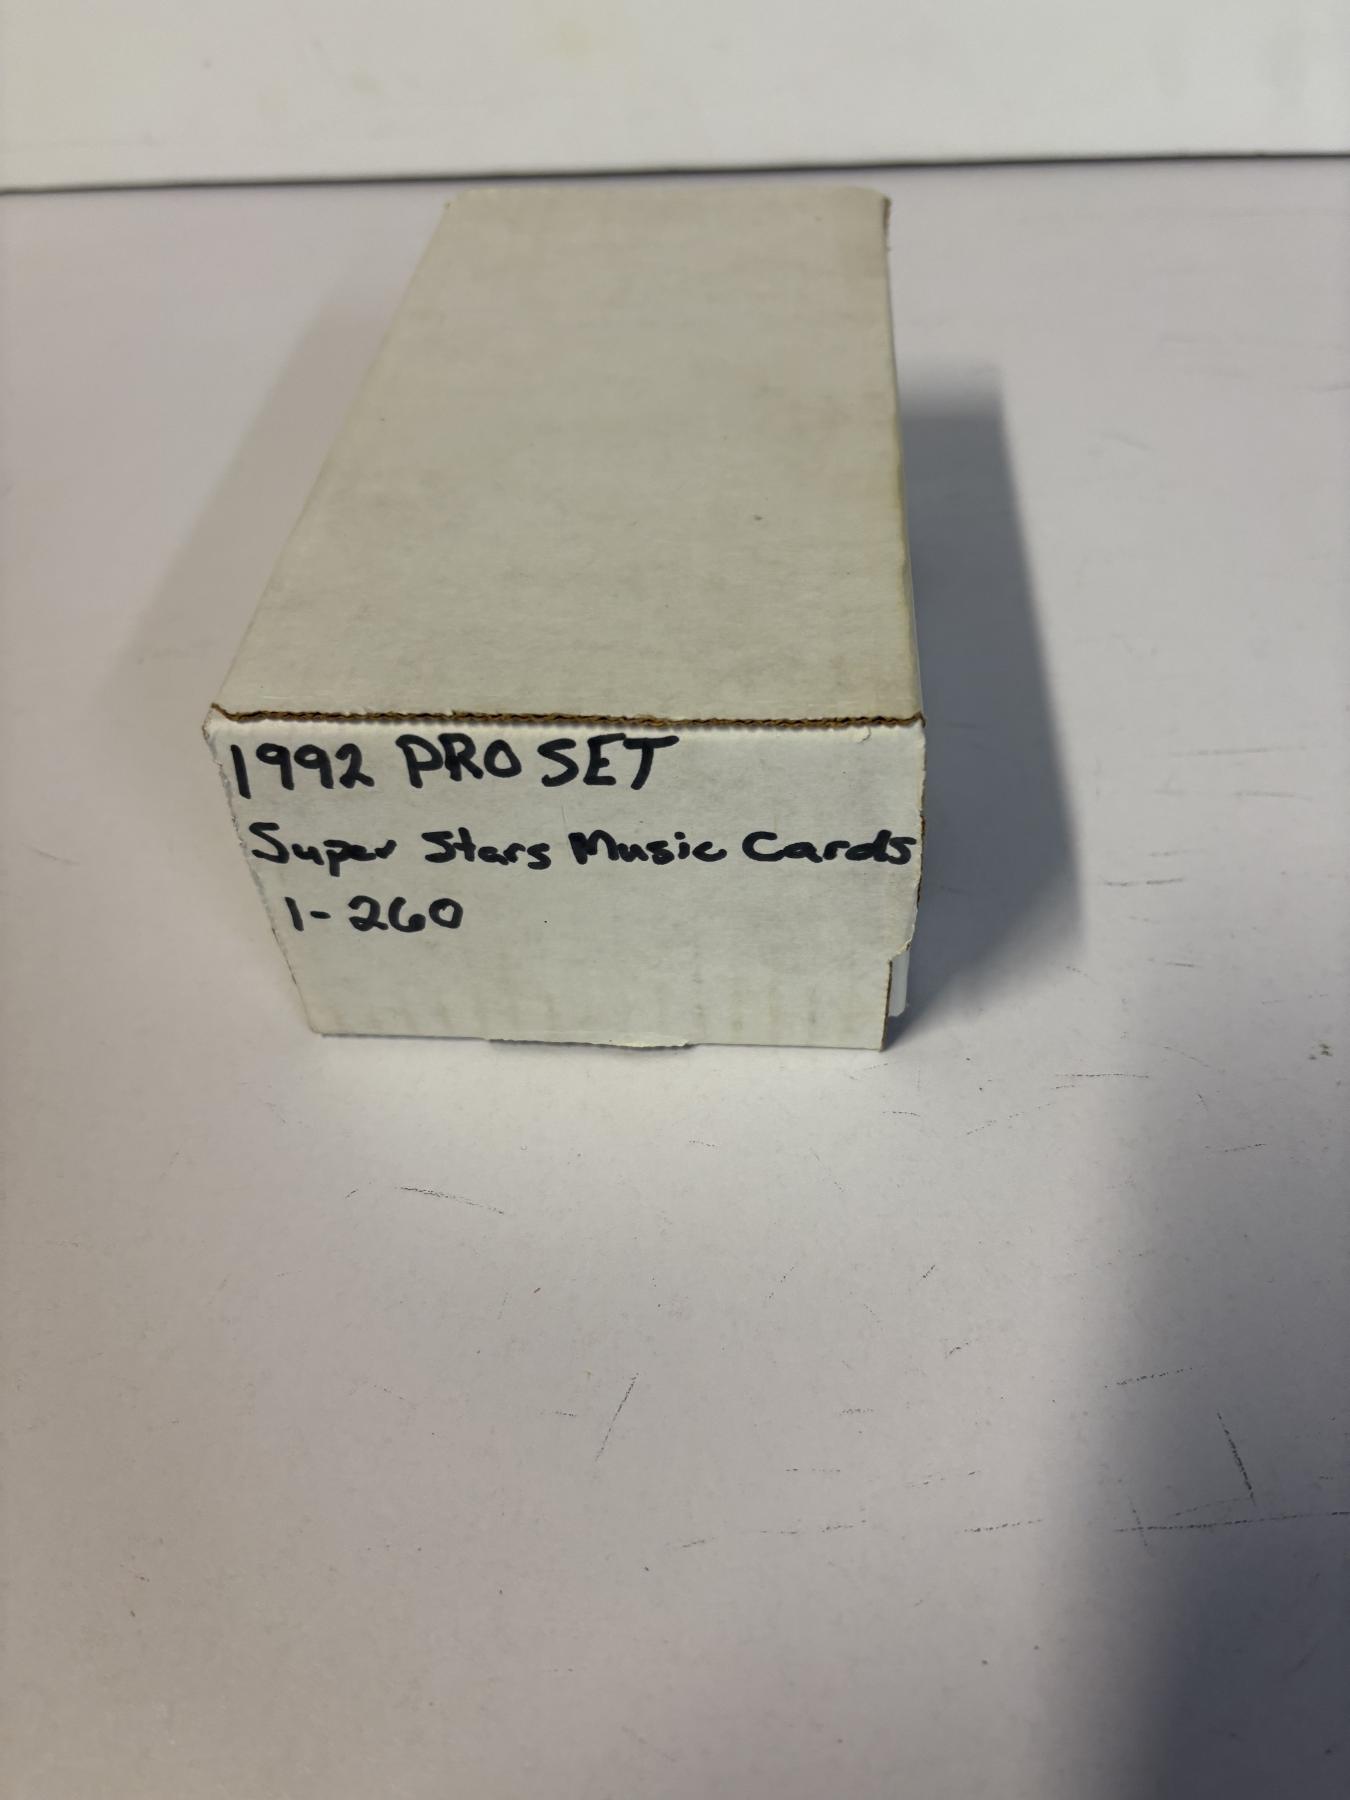 1992 PRO SET
Super Stars Music Cards
1-260